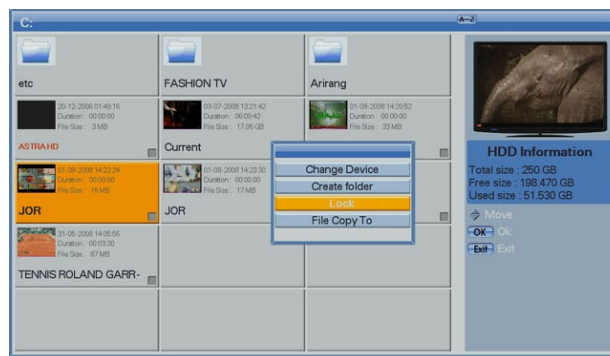 C:
A-Z
etc
FASHION TV
Arirang
20-12-2006 01:49:16
Duration : 00:00:00
File Size : 3 MB
ASTRA HD
03-07-2008 13:21:42
Duration : 06:09:42
File Size : 17.06 GB
Current
01-08-2008 14:20:52
Duration : 00:00:00
File Size : 33 MB
01-08-2008 14:22:24
Duration : 00:00:00
File Size : 16 MB
JOR
01-08-2008 14:23:30
Duration : 00:00:00
File Size : 17 MB
JOR
31-05-2008 14:05:56
Duration : 00:03:30
File Size : 87 MB
TENNIS ROLAND GARR-
Change Device
Create folder
Lock
File Copy To
HDD Information
Total size : 250 GB
Free size : 198.470 GB
Used size : 51.530 GB
Move
OK Ok
Exit Exit